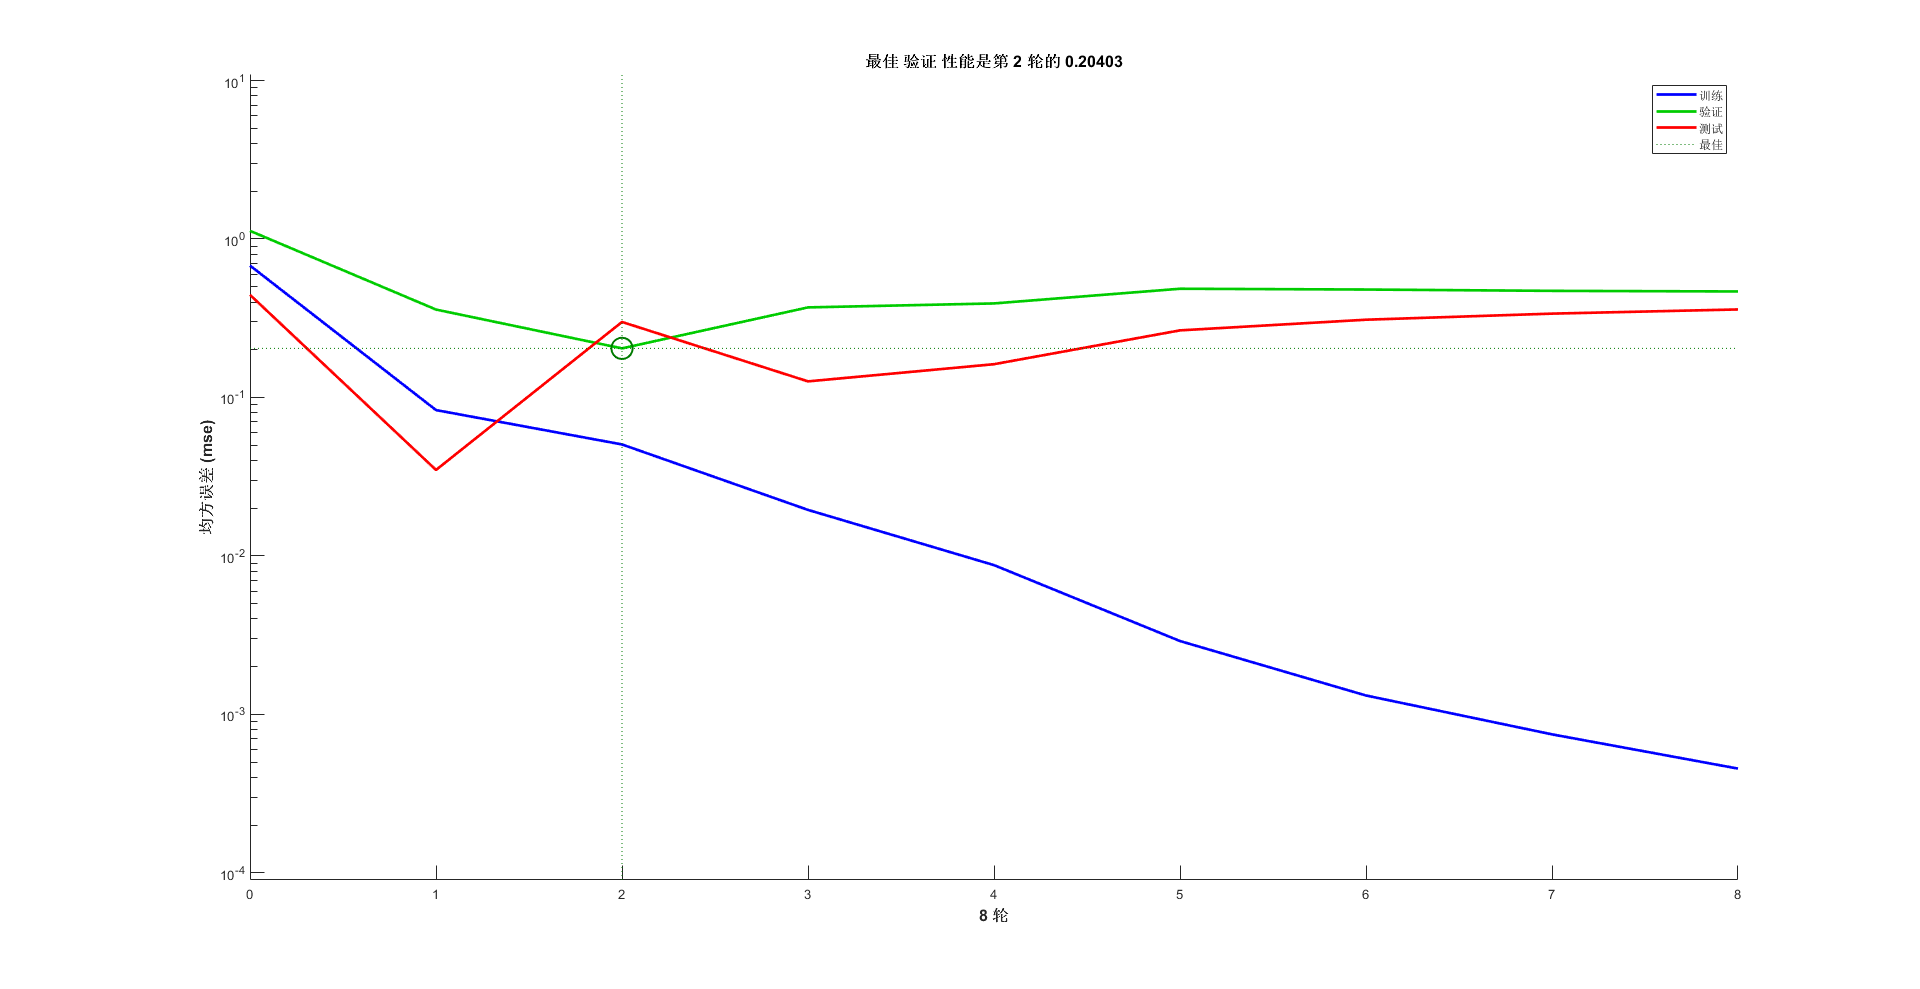 最佳 验证 性能是第 2 轮的 0.20403
训练
验证
测试
最佳
均方误差 (mse)
10^1
10^0
10^-1
10^-2
10^-3
10^-4
0 1 2 3 4 5 6 7 8
8 轮